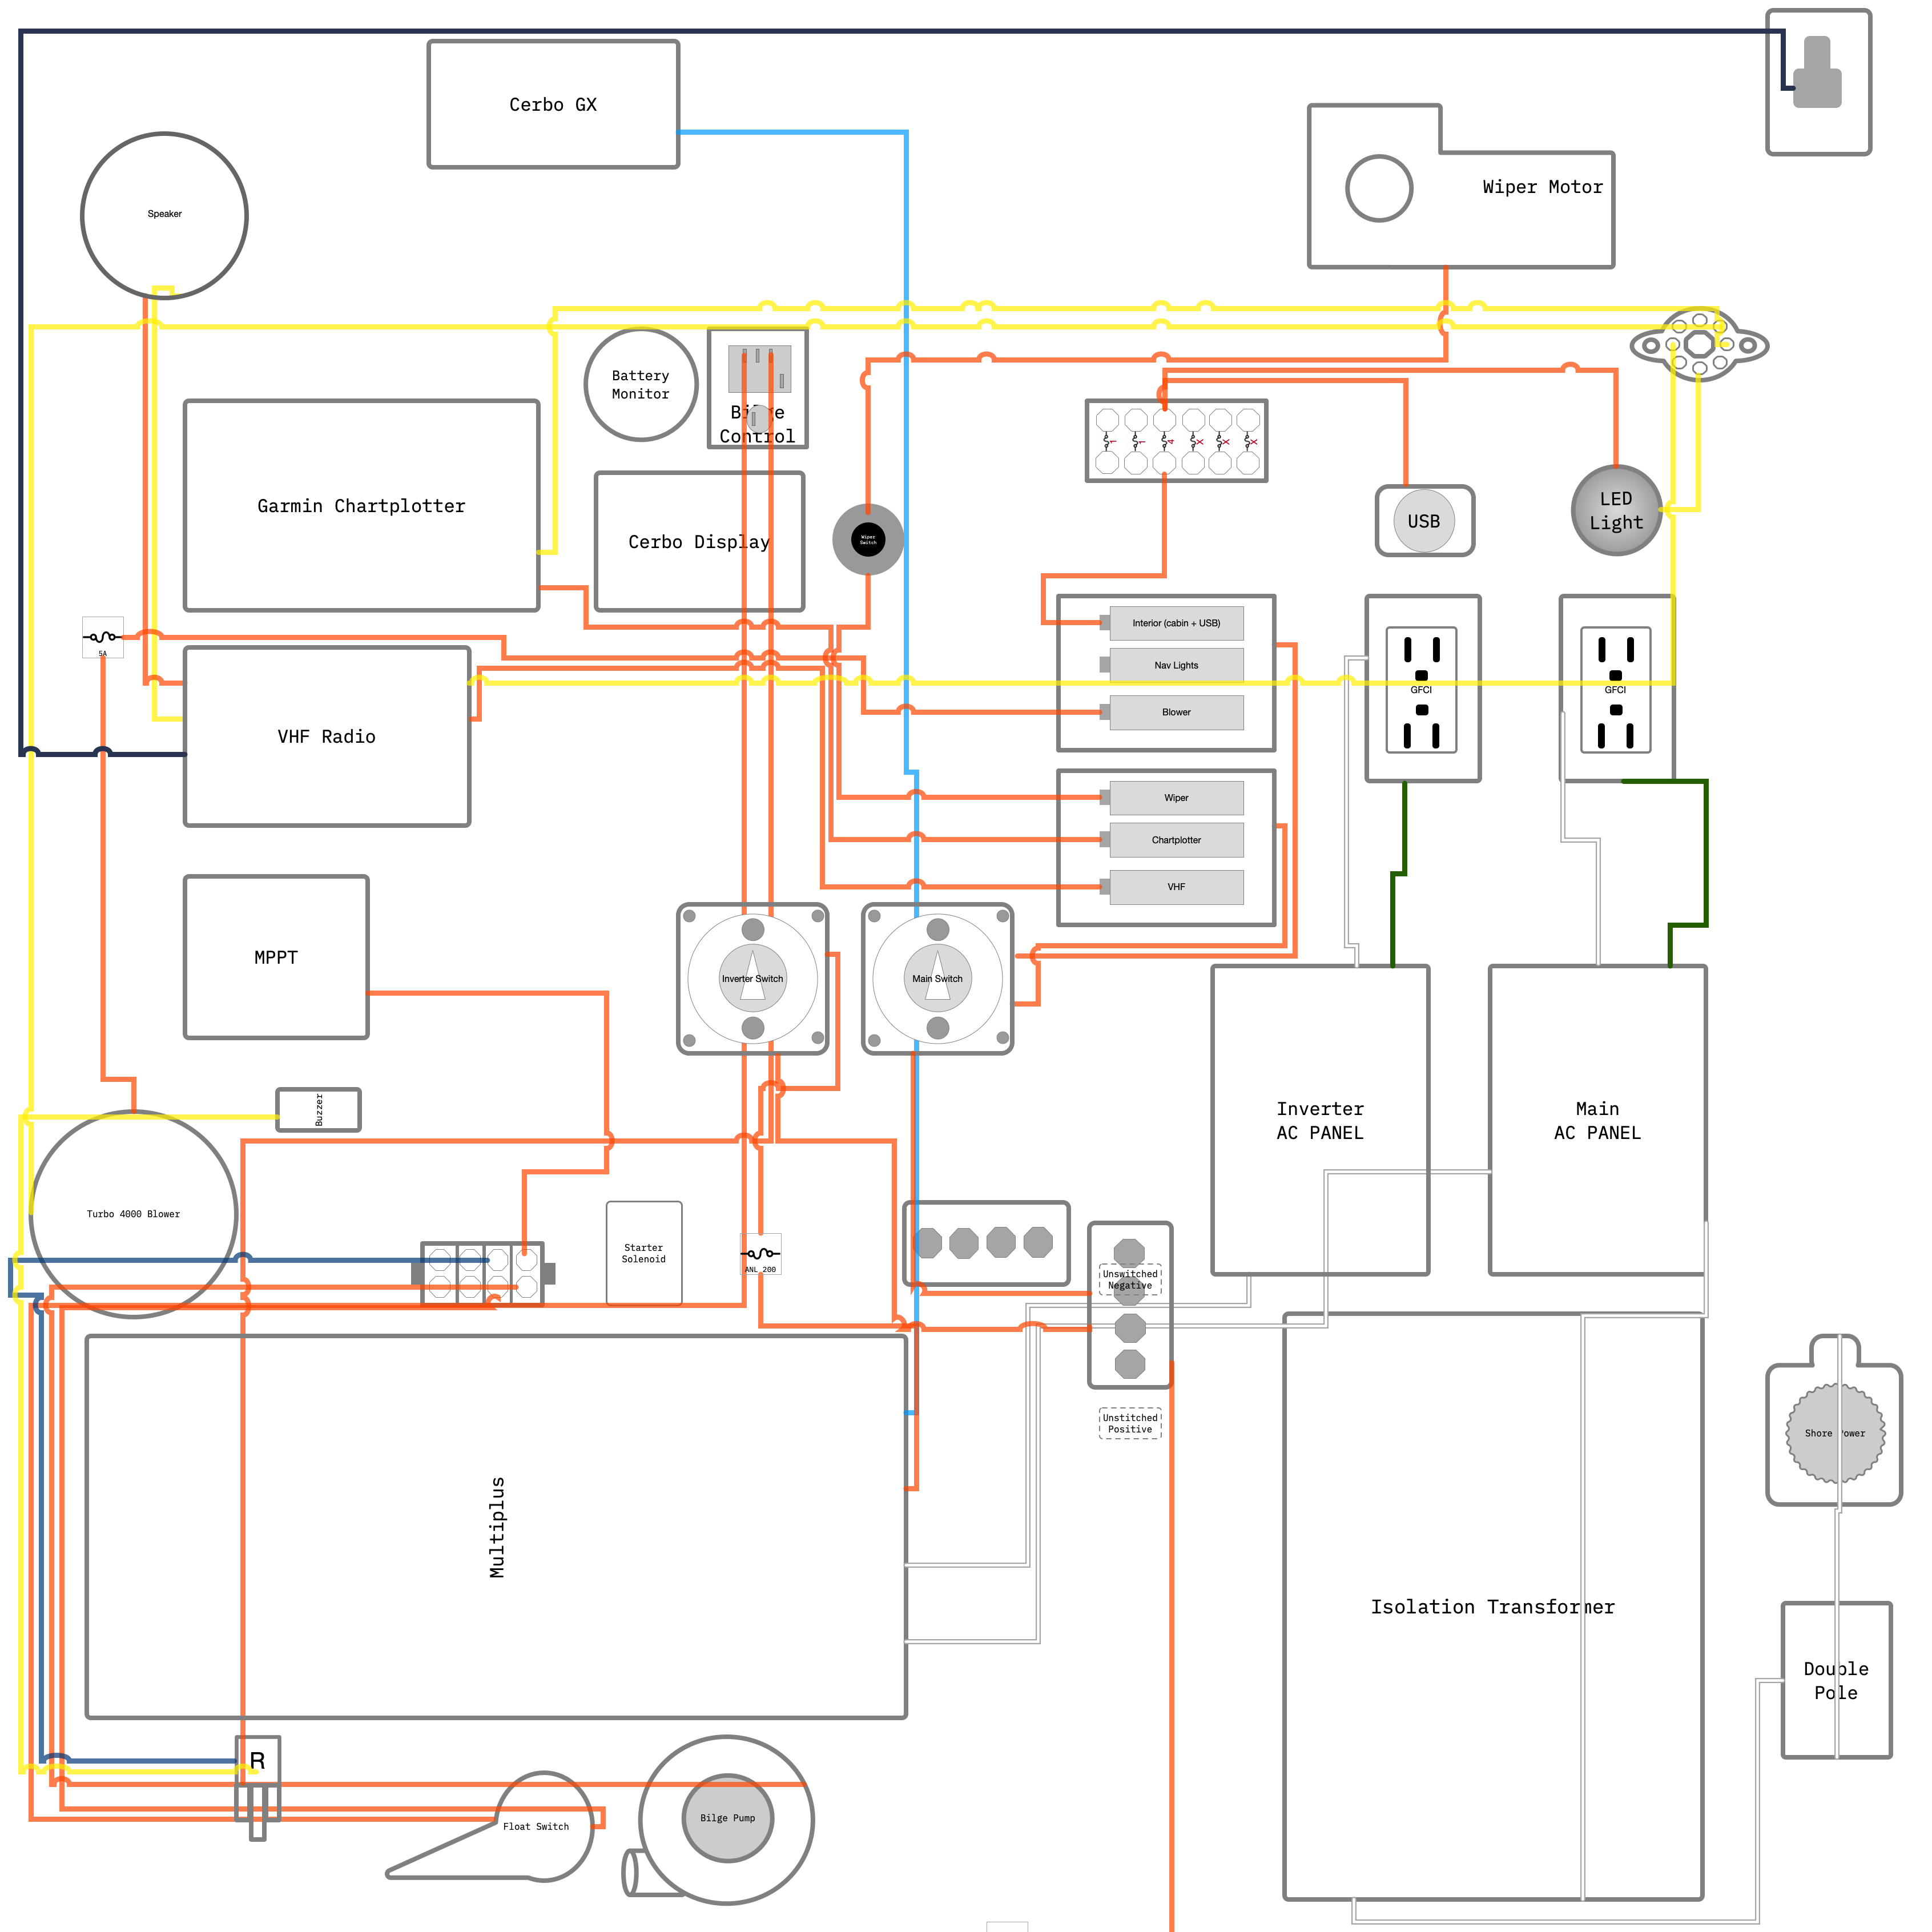 Cerbo GX
Wiper Motor
Speaker
Battery
Monitor
Bilge
Control
1
1
4
X
X
X
Garmin Chartplotter
Cerbo Display
Wiper
Switch
USB
LED
Light
5A
Interior (cabin + USB)
Nav Lights
Blower
GFCI
GFCI
VHF Radio
Wiper
Chartplotter
VHF
MPPT
Inverter Switch
Main Switch
Buzzer
Inverter
AC PANEL
Main
AC PANEL
Turbo 4000 Blower
Starter
Solenoid
ANL 200
Unswitched
Negative
Unstitched
Positive
Shore Power
Multiplus
Isolation Transformer
Double
Pole
R
Float Switch
Bilge Pump